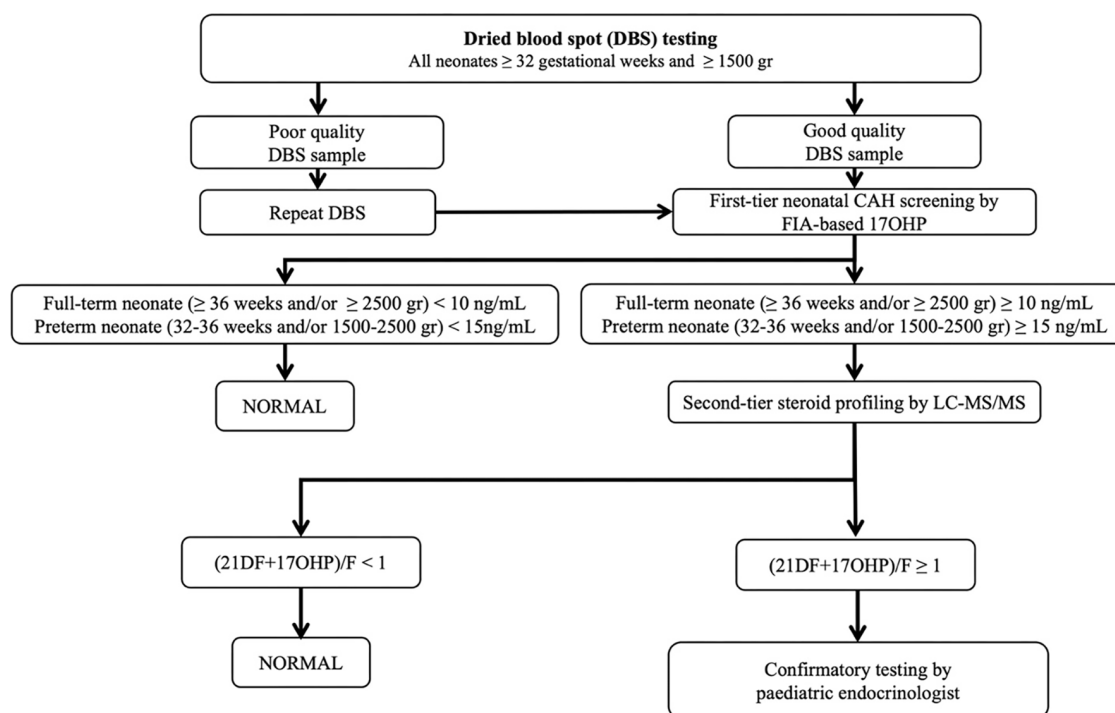 Dried blood spot (DBS) testing
All neonates ≥ 32 gestational weeks and ≥ 1500 gr
Poor quality
DBS sample
Good quality
DBS sample
Repeat DBS
First-tier neonatal CAH screening by
FIA-based 17OHP
Full-term neonate (≥ 36 weeks and/or ≥ 2500 gr) < 10 ng/mL
Preterm neonate (32-36 weeks and/or 1500-2500 gr) < 15ng/mL
Full-term neonate (≥ 36 weeks and/or ≥ 2500 gr) ≥ 10 ng/mL
Preterm neonate (32-36 weeks and/or 1500-2500 gr) ≥ 15 ng/mL
NORMAL
Second-tier steroid profiling by LC-MS/MS
(21DF+17OHP)/F < 1
(21DF+17OHP)/F ≥ 1
NORMAL
Confirmatory testing by
paediatric endocrinologist